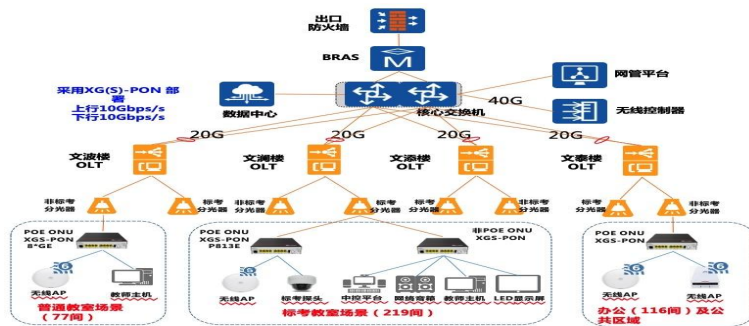 出口
防火墙
BRAS
采用XG(S)-PON 部
署
上行10Gbps/s
下行10Gbps/s
数据中心
核心交换机
40G
网管平台
无线控制器
20G
20G
20G
20G
文波楼
OLT
文澜楼
OLT
文添楼
OLT
文泰楼
OLT
非标考
分光器
标考
分光器
非标考
分光器
标考
分光器
非标考
分光器
标考
分光器
非标考
分光器
标考
分光器
POE ONU
XGS-PON
8*GE
无线AP
教师主机
普通教室场景
(77间)
POE ONU
XGS-PON
P813E
非POE ONU
XGS-PON
无线AP
标考探头
中控平台
网络音箱
教师主机
LED显示屏
标考教室场景(219间)
POE ONU
XGS-PON
无线AP
无线AP
办公(116间)及公
共区域